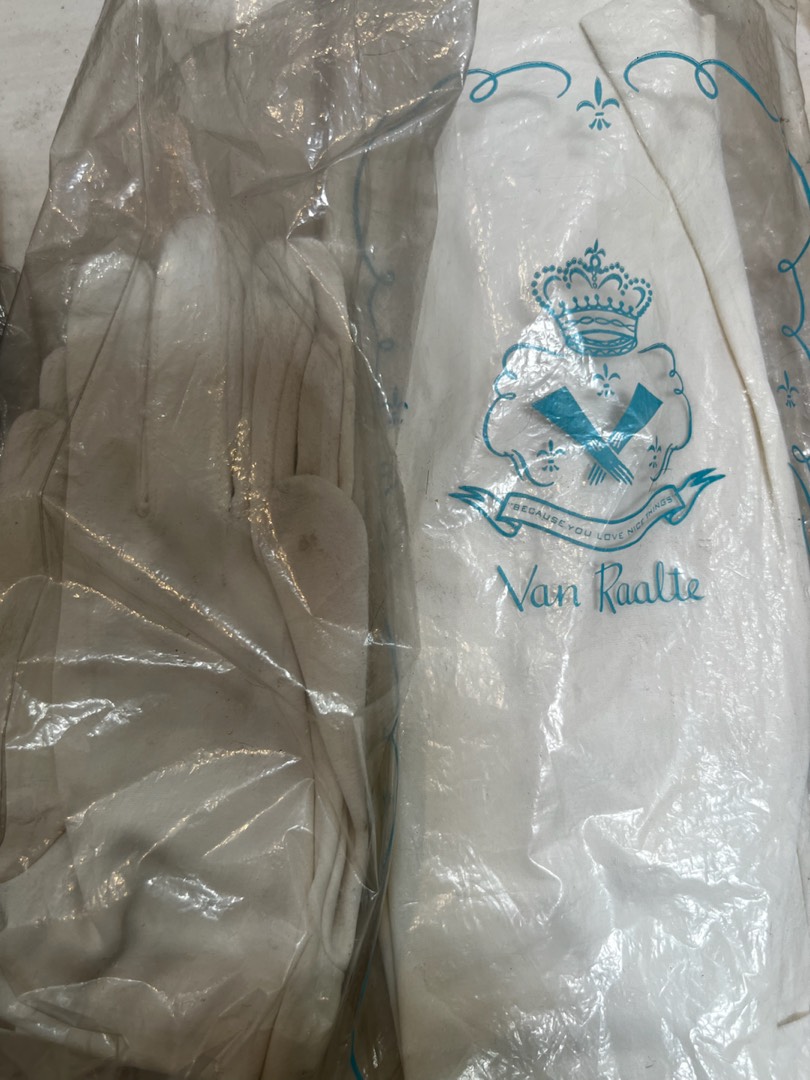 "BECAUSE YOU LOVE NICE THINGS"
Van Raalte